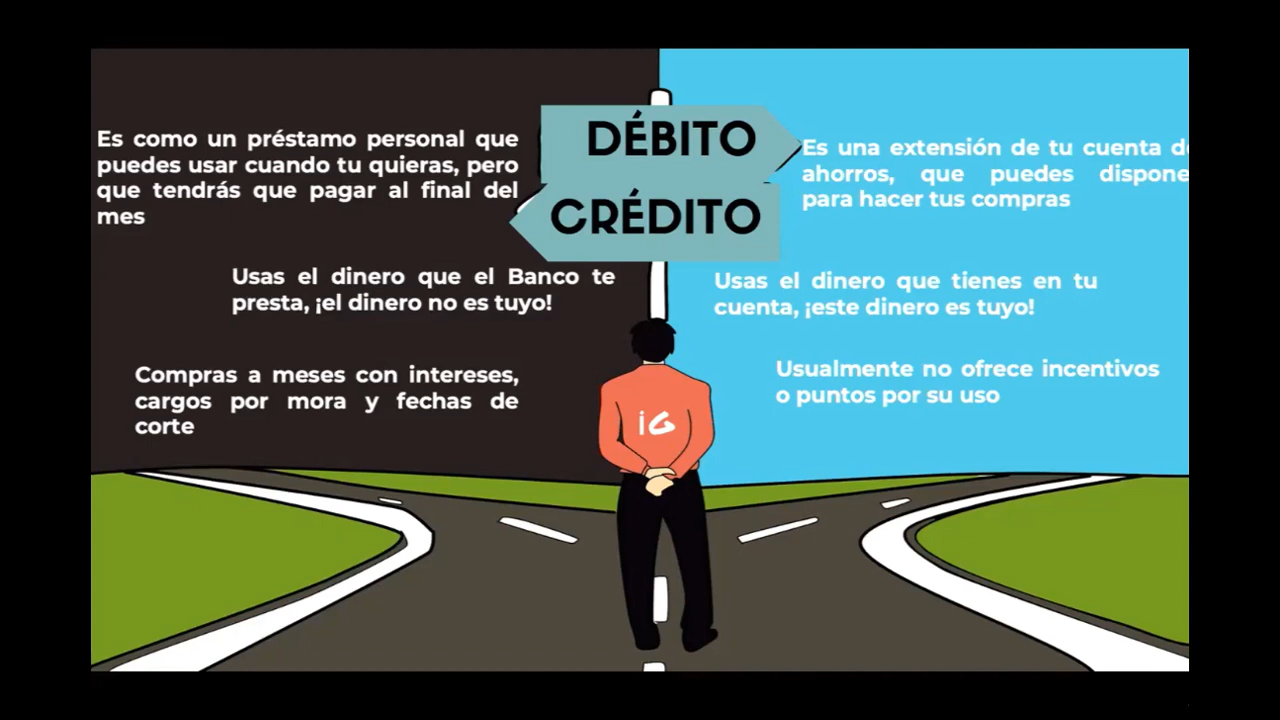 DÉBITO
CRÉDITO
Es como un préstamo personal que
puedes usar cuando tu quieras, pero
que tendrás que pagar al final del
mes
Usas el dinero que el Banco te
presta, ¡el dinero no es tuyo!
Compras a meses con intereses,
cargos por mora y fechas de
corte
Es una extensión de tu cuenta d
ahorros, que puedes dispone
para hacer tus compras
Usas el dinero que tienes en tu
cuenta, ¡este dinero es tuyo!
Usualmente no ofrece incentivos
o puntos por su uso
iG